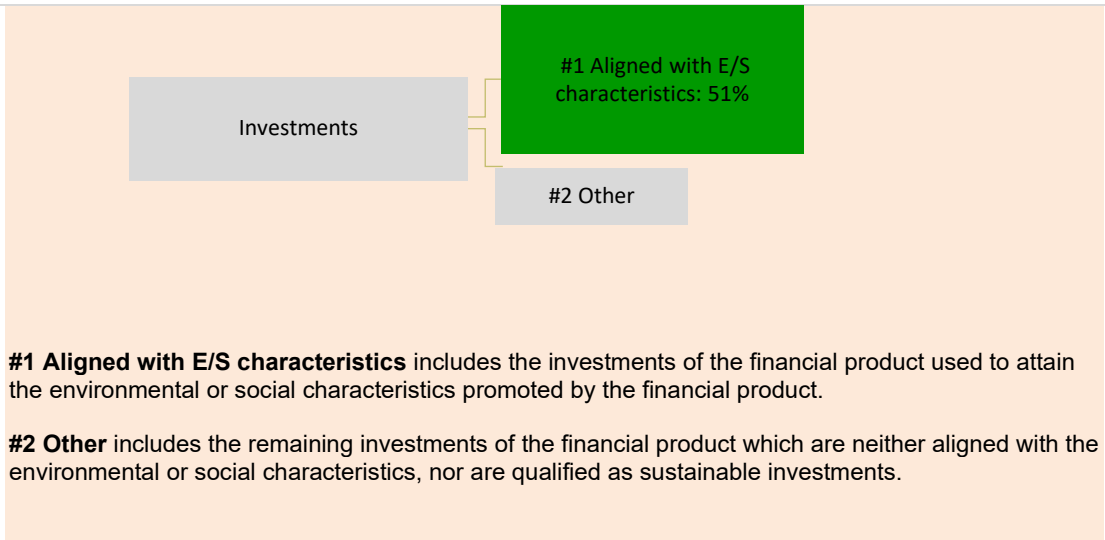 #1 Aligned with E/S
characteristics: 51%
Investments
#2 Other
#1 Aligned with E/S characteristics includes the investments of the financial product used to attain
the environmental or social characteristics promoted by the financial product.
#2 Other includes the remaining investments of the financial product which are neither aligned with the
environmental or social characteristics, nor are qualified as sustainable investments.